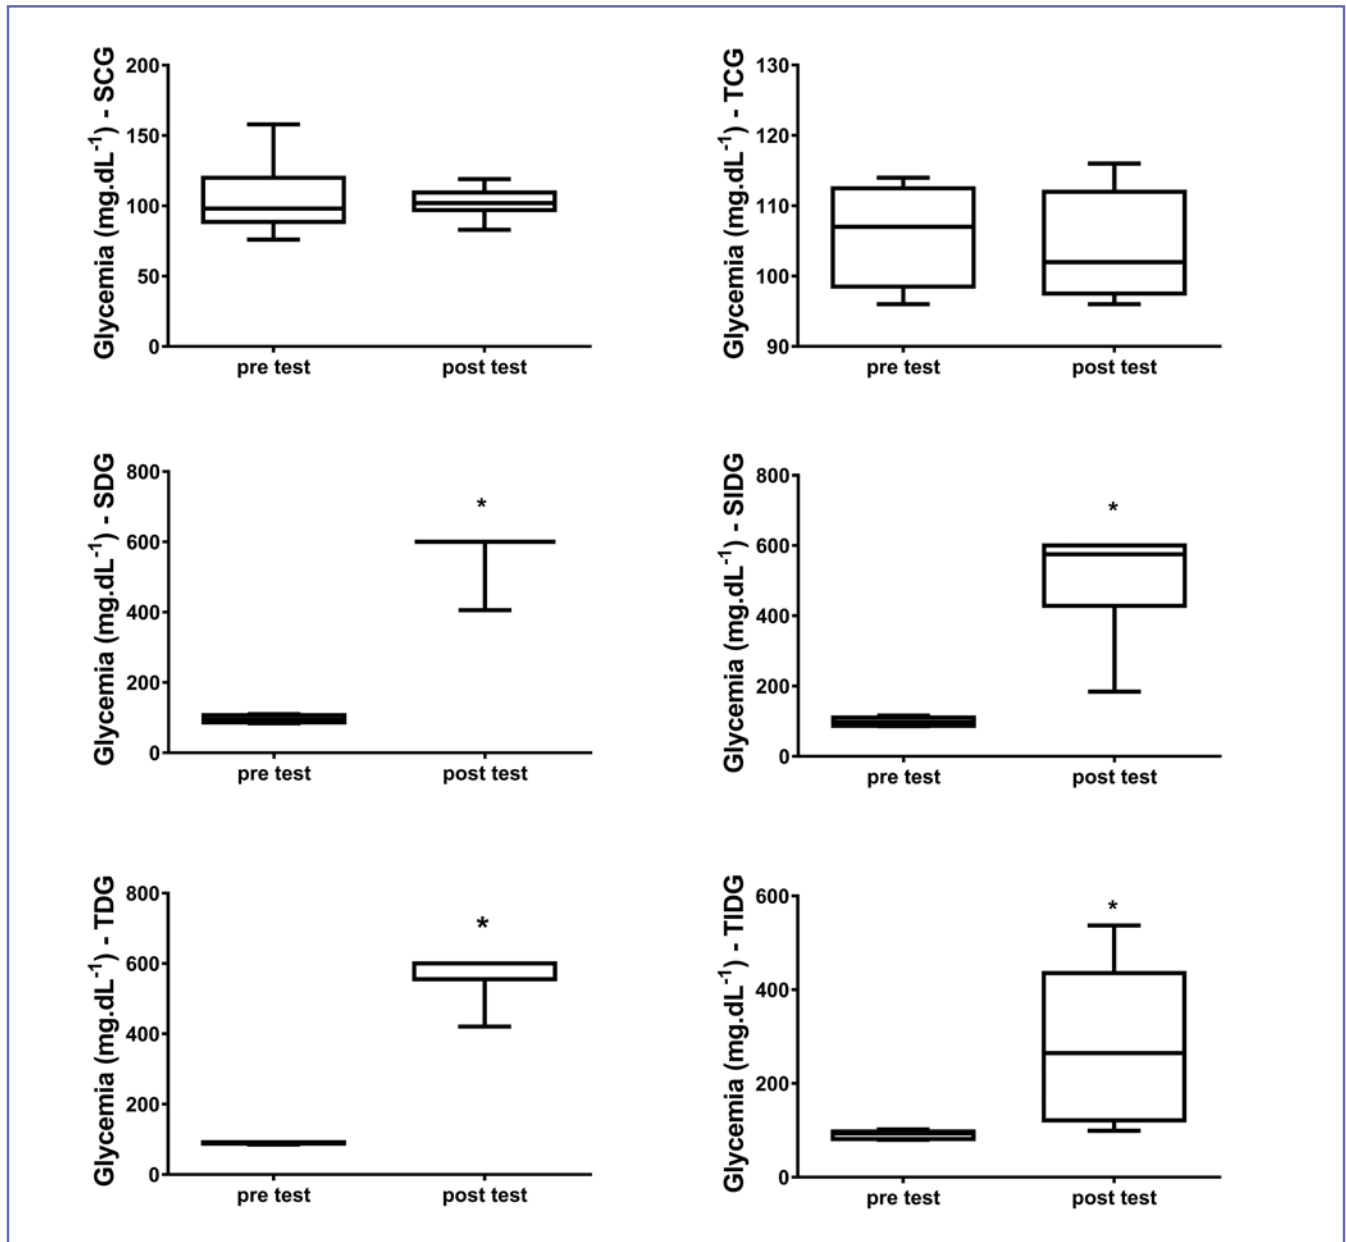 Glycemia (mg.dL-1) - SCG
200
150
100
50
0
pre test
post test
Glycemia (mg.dL-1) - TCG
130
120
110
100
90
pre test
post test
Glycemia (mg.dL-1) - SDG
800
600
400
200
0
*
pre test
post test
Glycemia (mg.dL-1) - SIDG
800
600
400
200
0
*
pre test
post test
Glycemia (mg.dL-1) - TDG
800
600
400
200
0
*
pre test
post test
Glycemia (mg.dL-1) - TIDG
600
400
200
0
*
pre test
post test